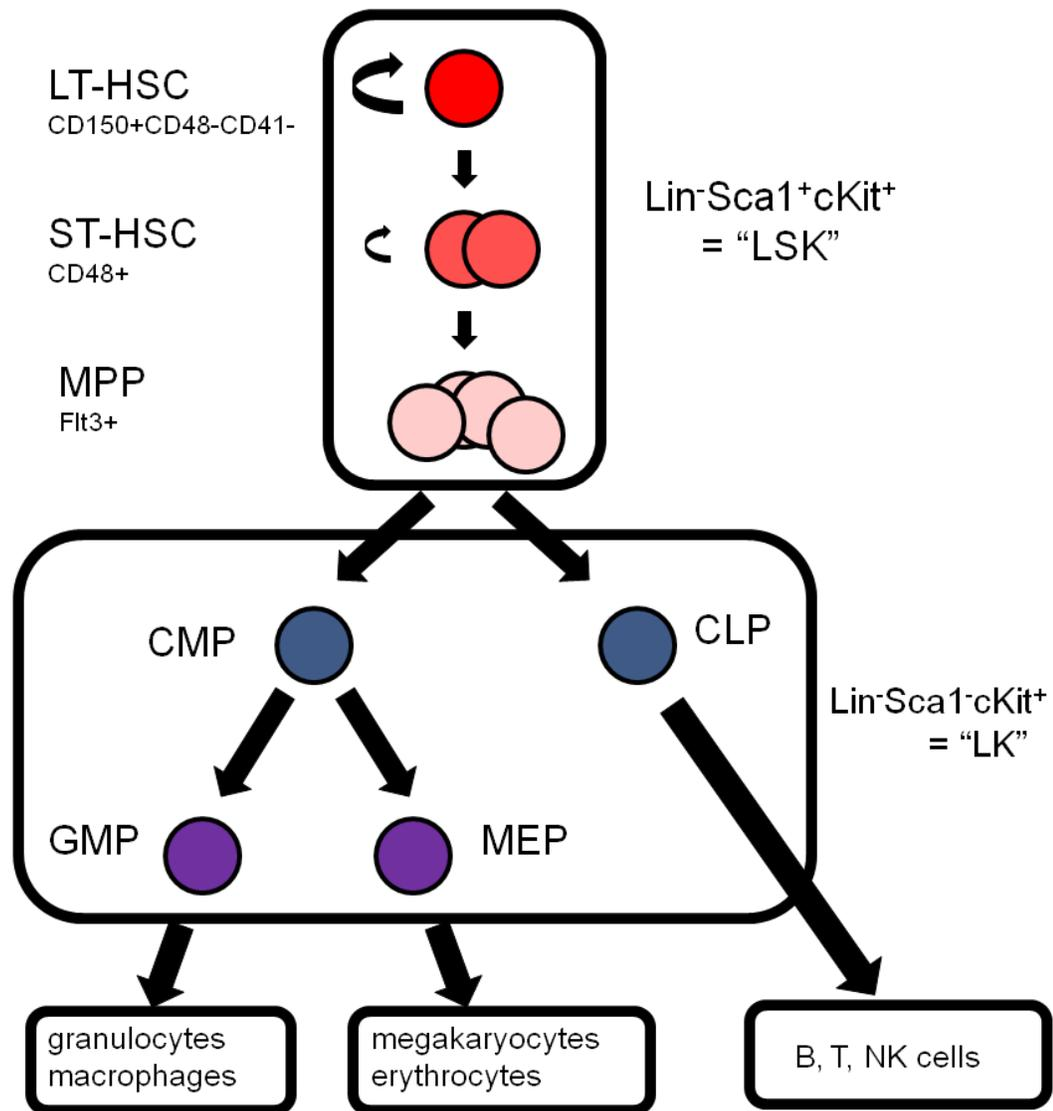 LT-HSC
CD150+CD48-CD41-
Lin⁻Sca1⁺cKit⁺
= “LSK”
ST-HSC
CD48+
MPP
Flt3+
CMP
CLP
Lin⁻Sca1⁻cKit⁺
= “LK”
GMP
MEP
granulocytes
macrophages
megakaryocytes
erythrocytes
B, T, NK cells